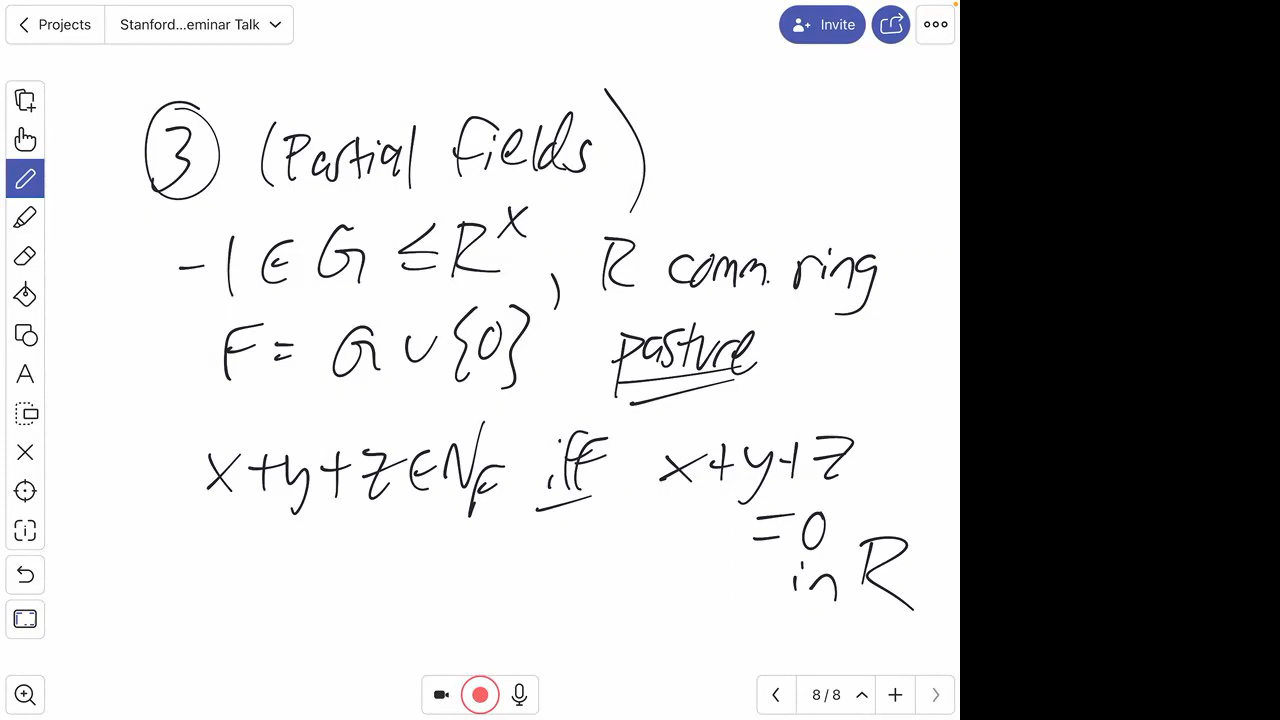 Projects
Stanford...eminar Talk
Invite
③ (Partial Fields)
-1 ∈ G ≤ R^×, R comm. ring
F = G ∪ {0} pasture
x+y+z ∈ N_F iff x+y+z
=0
in R
A
8 / 8